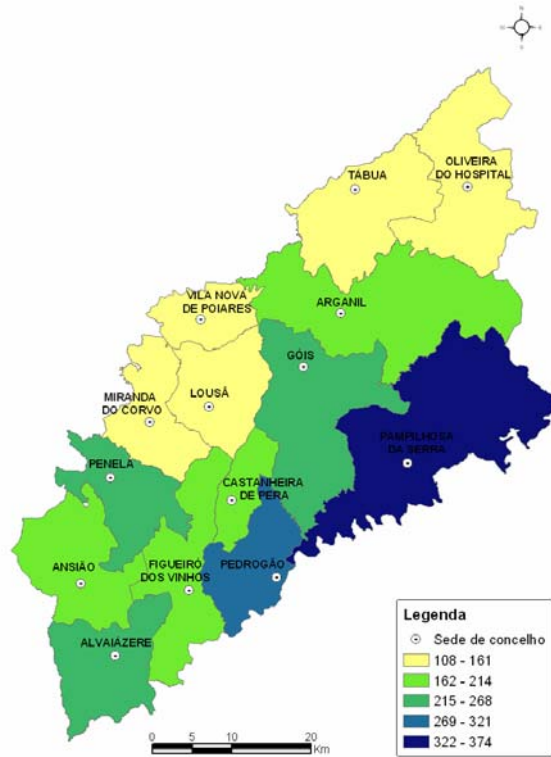 N
OLIVEIRA
DO HOSPITAL
TÁBUA
VILA NOVA
DE POIARES
ARGANIL
GÓIS
LOUSÃ
MIRANDA
DO CORVO
PAMPILHOSA
DA SERRA
PENELA
CASTANHEIRA
DE PERA
ANSIÃO
FIGUEIRÓ
DOS VINHOS
PEDROGÃO
ALVAIÁZERE
Legenda
Sede de concelho
108 - 161
162 - 214
215 - 268
269 - 321
322 - 374
0 5 10 20
Km